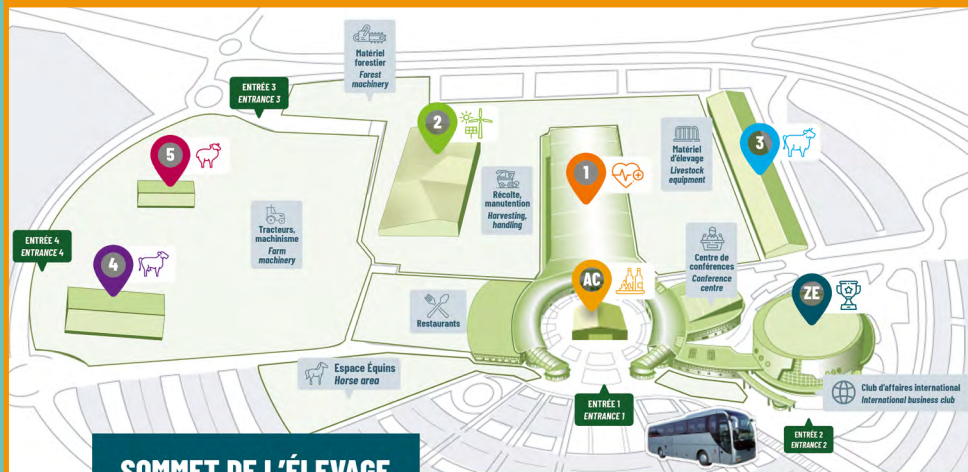 Matériel
forestier
Forest
machinery
ENTRÉE 3
ENTRANCE 3
2
5
3
Matériel
d'élevage
Livestock
equipment
1
Récolte,
manutention
Harvesting,
handling
Tracteurs,
machinisme
Farm
machinery
ENTRÉE 4
ENTRANCE 4
4
Centre de
conférences
Conference
centre
AC
ZE
Restaurants
Espace Équins
Horse area
Club d'affaires international
International business club
ENTRÉE 1
ENTRANCE 1
ENTRÉE 2
ENTRANCE 2
SOMMET DE L'ÉLEVAGE